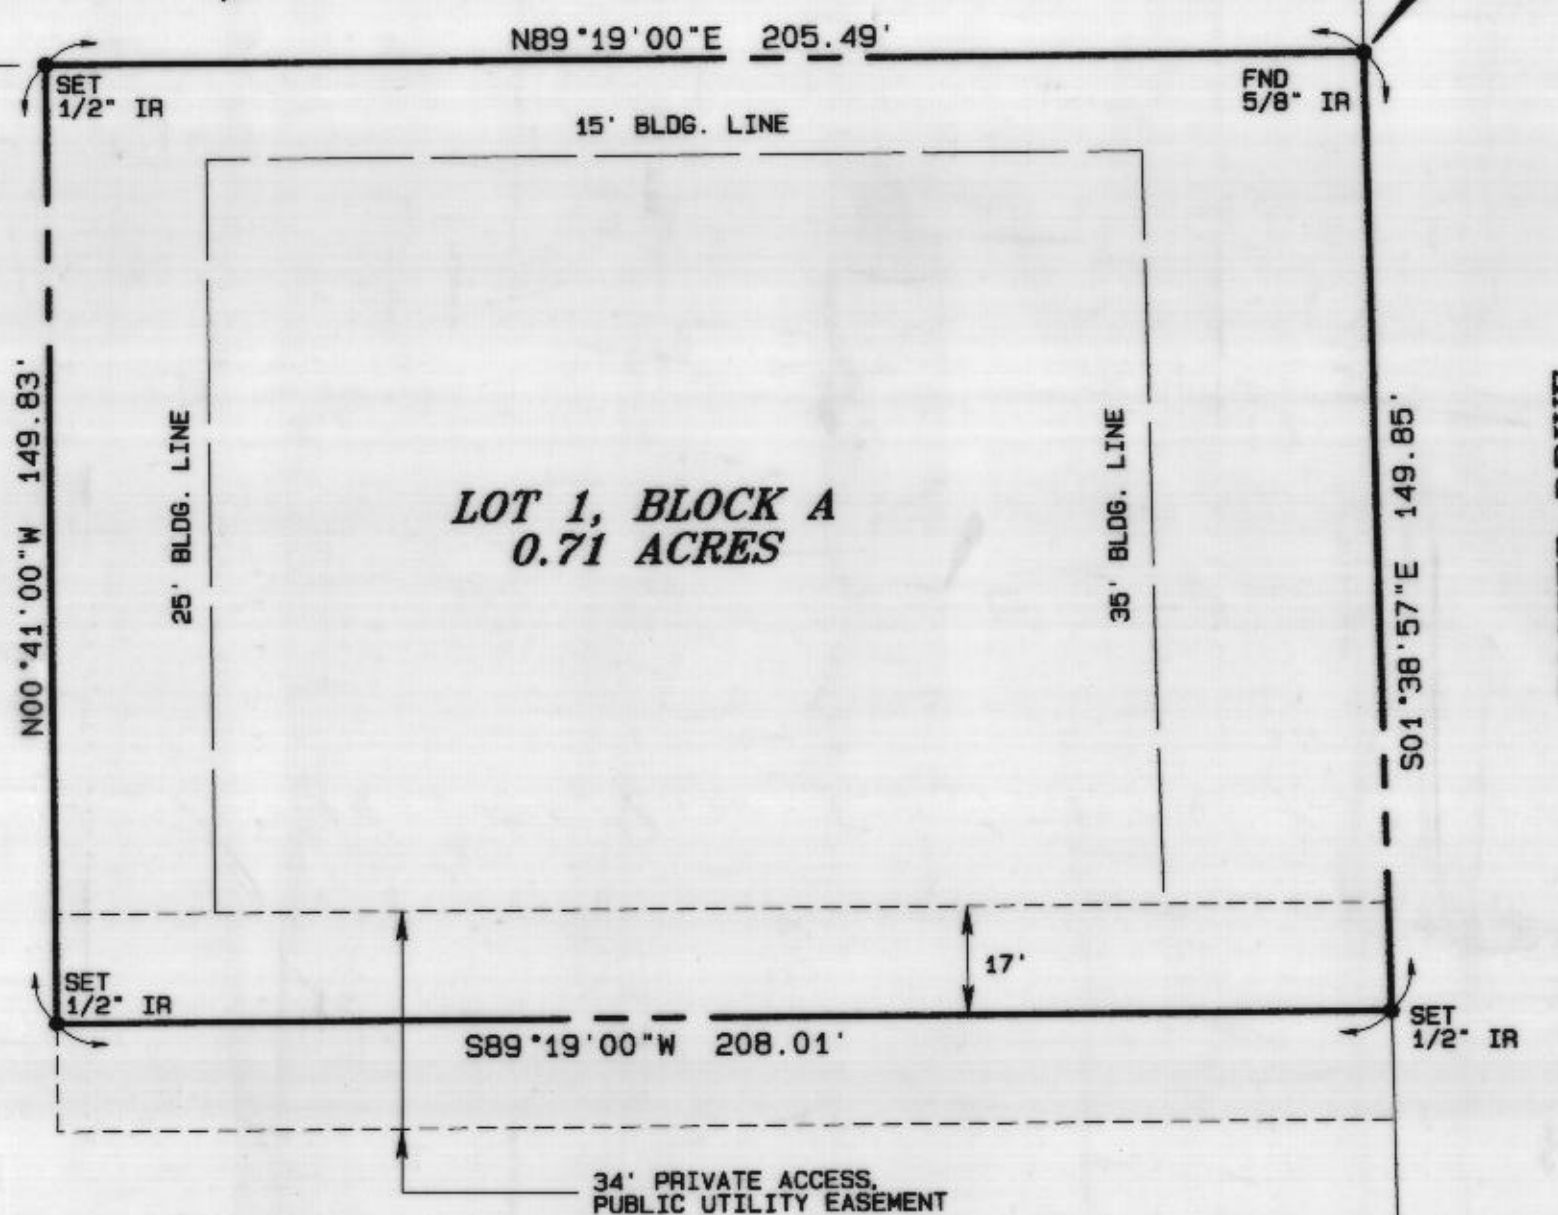 N89°19'00"E 205.49'
SET
1/2" IR
FND
5/8" IR
15' BLDG. LINE
N00°41'00"W 149.83'
25' BLDG. LINE
LOT 1, BLOCK A
0.71 ACRES
35' BLDG. LINE
S01°38'57"E 149.85'
17'
SET
1/2" IR
S89°19'00"W 208.01'
SET
1/2" IR
34' PRIVATE ACCESS,
PUBLIC UTILITY EASEMENT